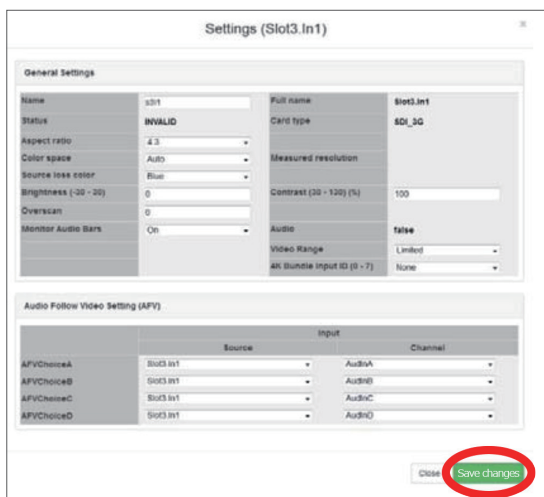 Settings (Slot3.In1)
×
General Settings
Name s3i1 Full name Slot3.In1
Status INVALID Card type SDI_3G
Aspect ratio 4:3
Color space Auto Measured resolution
Source loss color Blue
Brightness (-30 - 30) 0 Contrast (30 - 130) (%) 100
Overscan 0
Monitor Audio Bars On Audio false
Video Range Limited
4K Bundle Input ID (0 - 7) None
Audio Follow Video Setting (AFV)
Input
Source Channel
AFVChoiceA Slot3.In1 AudInA
AFVChoiceB Slot3.In1 AudInB
AFVChoiceC Slot3.In1 AudInC
AFVChoiceD Slot3.In1 AudInD
Close Save changes